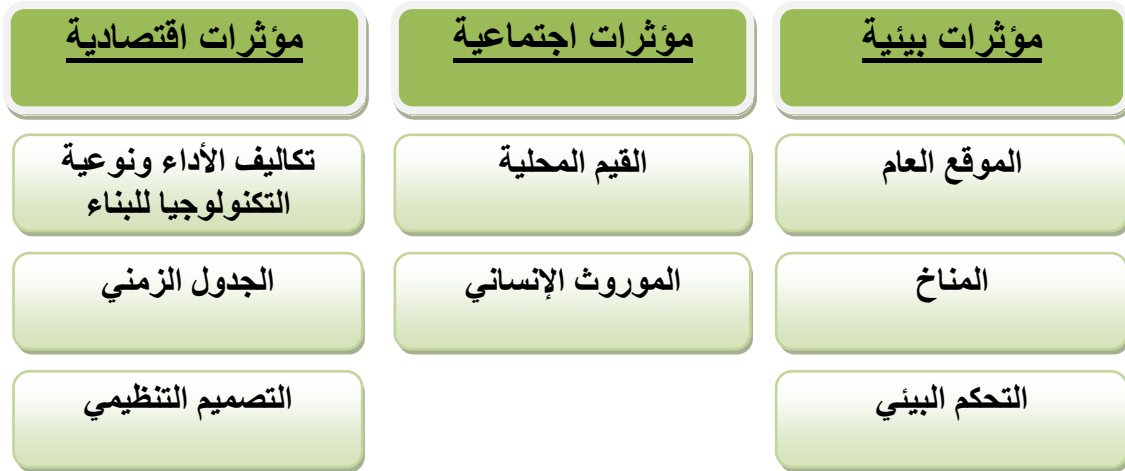 مؤثرات بيئية
الموقع العام
المناخ
التحكم البيئي
مؤثرات اجتماعية
القيم المحلية
الموروث الإنساني
مؤثرات اقتصادية
تكاليف الأداء ونوعية
التكنولوجيا للبناء
الجدول الزمني
التصميم التنظيمي